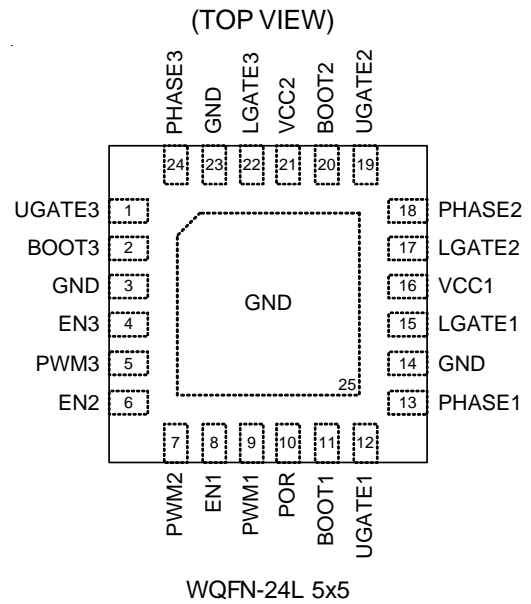 (TOP VIEW)
PHASE3
GND
LGATE3
VCC2
BOOT2
UGATE2
24
23
22
21
20
19
UGATE3 1
BOOT3 2
GND 3
EN3 4
PWM3 5
EN2 6
GND
25
18 PHASE2
17 LGATE2
16 VCC1
15 LGATE1
14 GND
13 PHASE1
7
8
9
10
11
12
PWM2
EN1
PWM1
POR
BOOT1
UGATE1
WQFN-24L 5x5